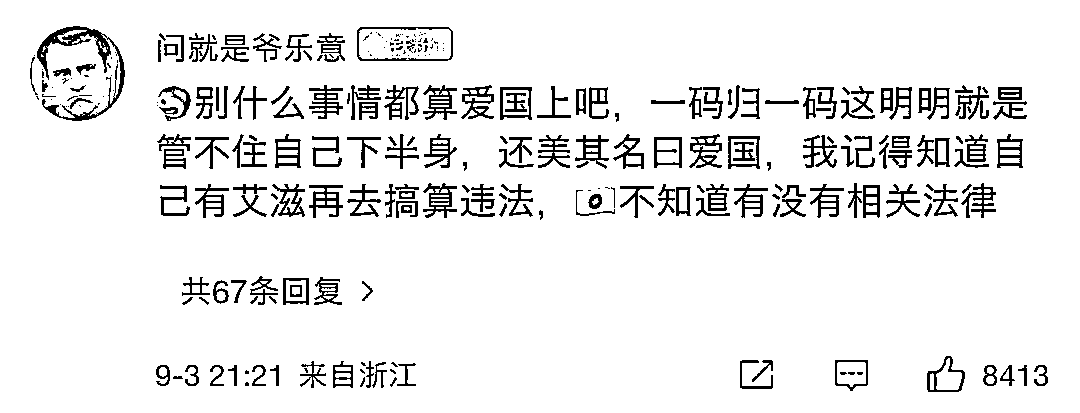 问就是爷乐意 铁粉
别什么事情都算爱国上吧，一码归一码这明明就是
管不住自己下半身，还美其名曰爱国，我记得知道自
己有艾滋再去搞算违法，不知道有没有相关法律
共67条回复 >
9-3 21:21 来自浙江
8413